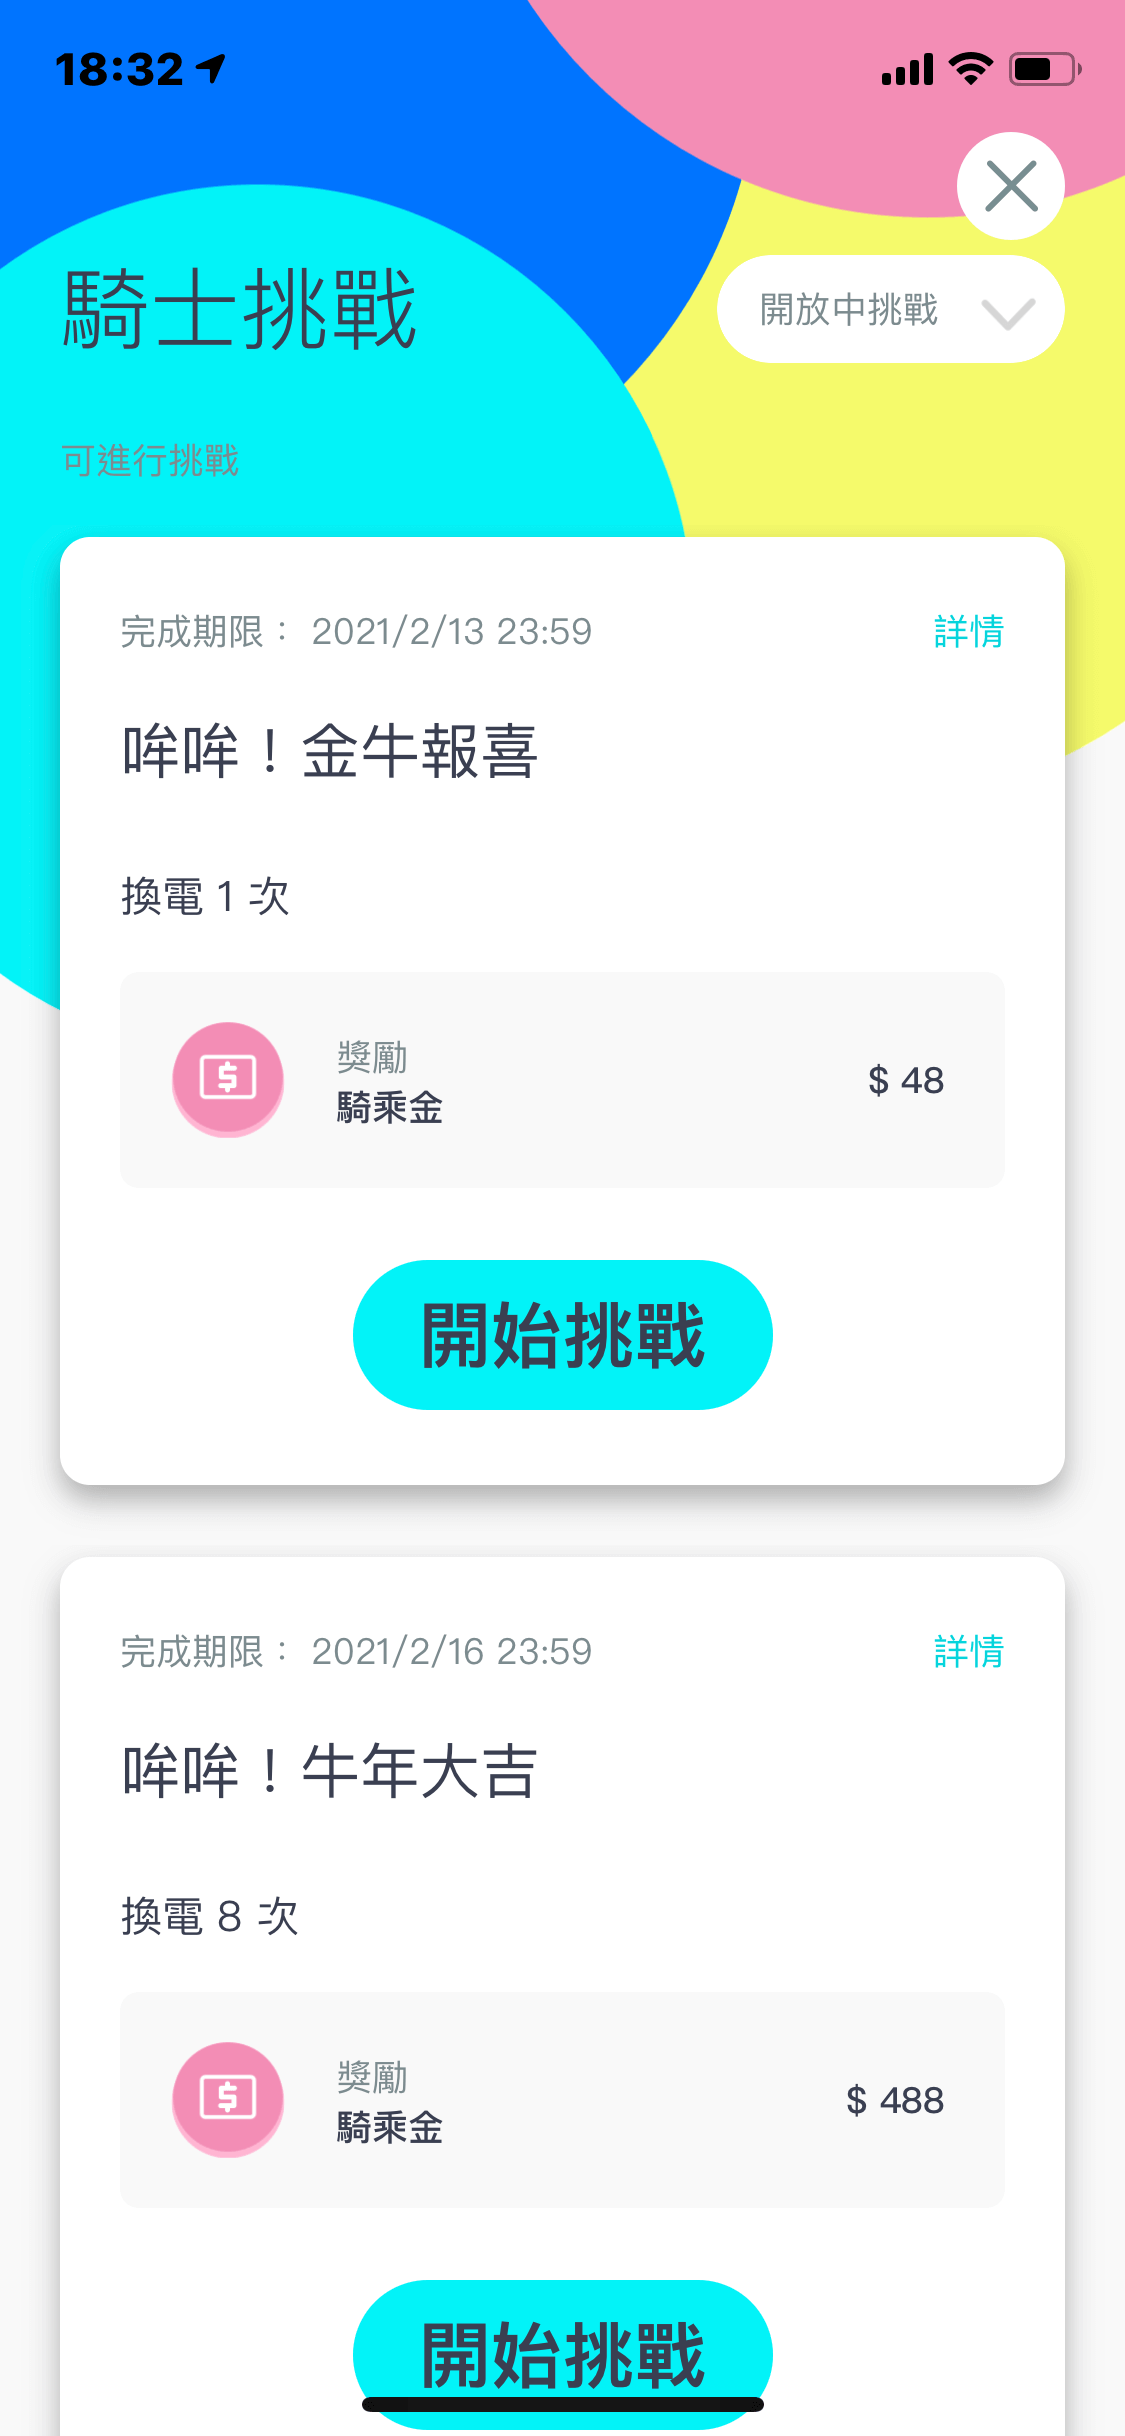 18:32
騎士挑戰
開放中挑戰
可進行挑戰
完成期限： 2021/2/13 23:59
詳情
哞哞！金牛報喜
換電 1 次
獎勵
騎乘金
$ 48
開始挑戰
完成期限： 2021/2/16 23:59
詳情
哞哞！牛年大吉
換電 8 次
獎勵
騎乘金
$ 488
開始挑戰